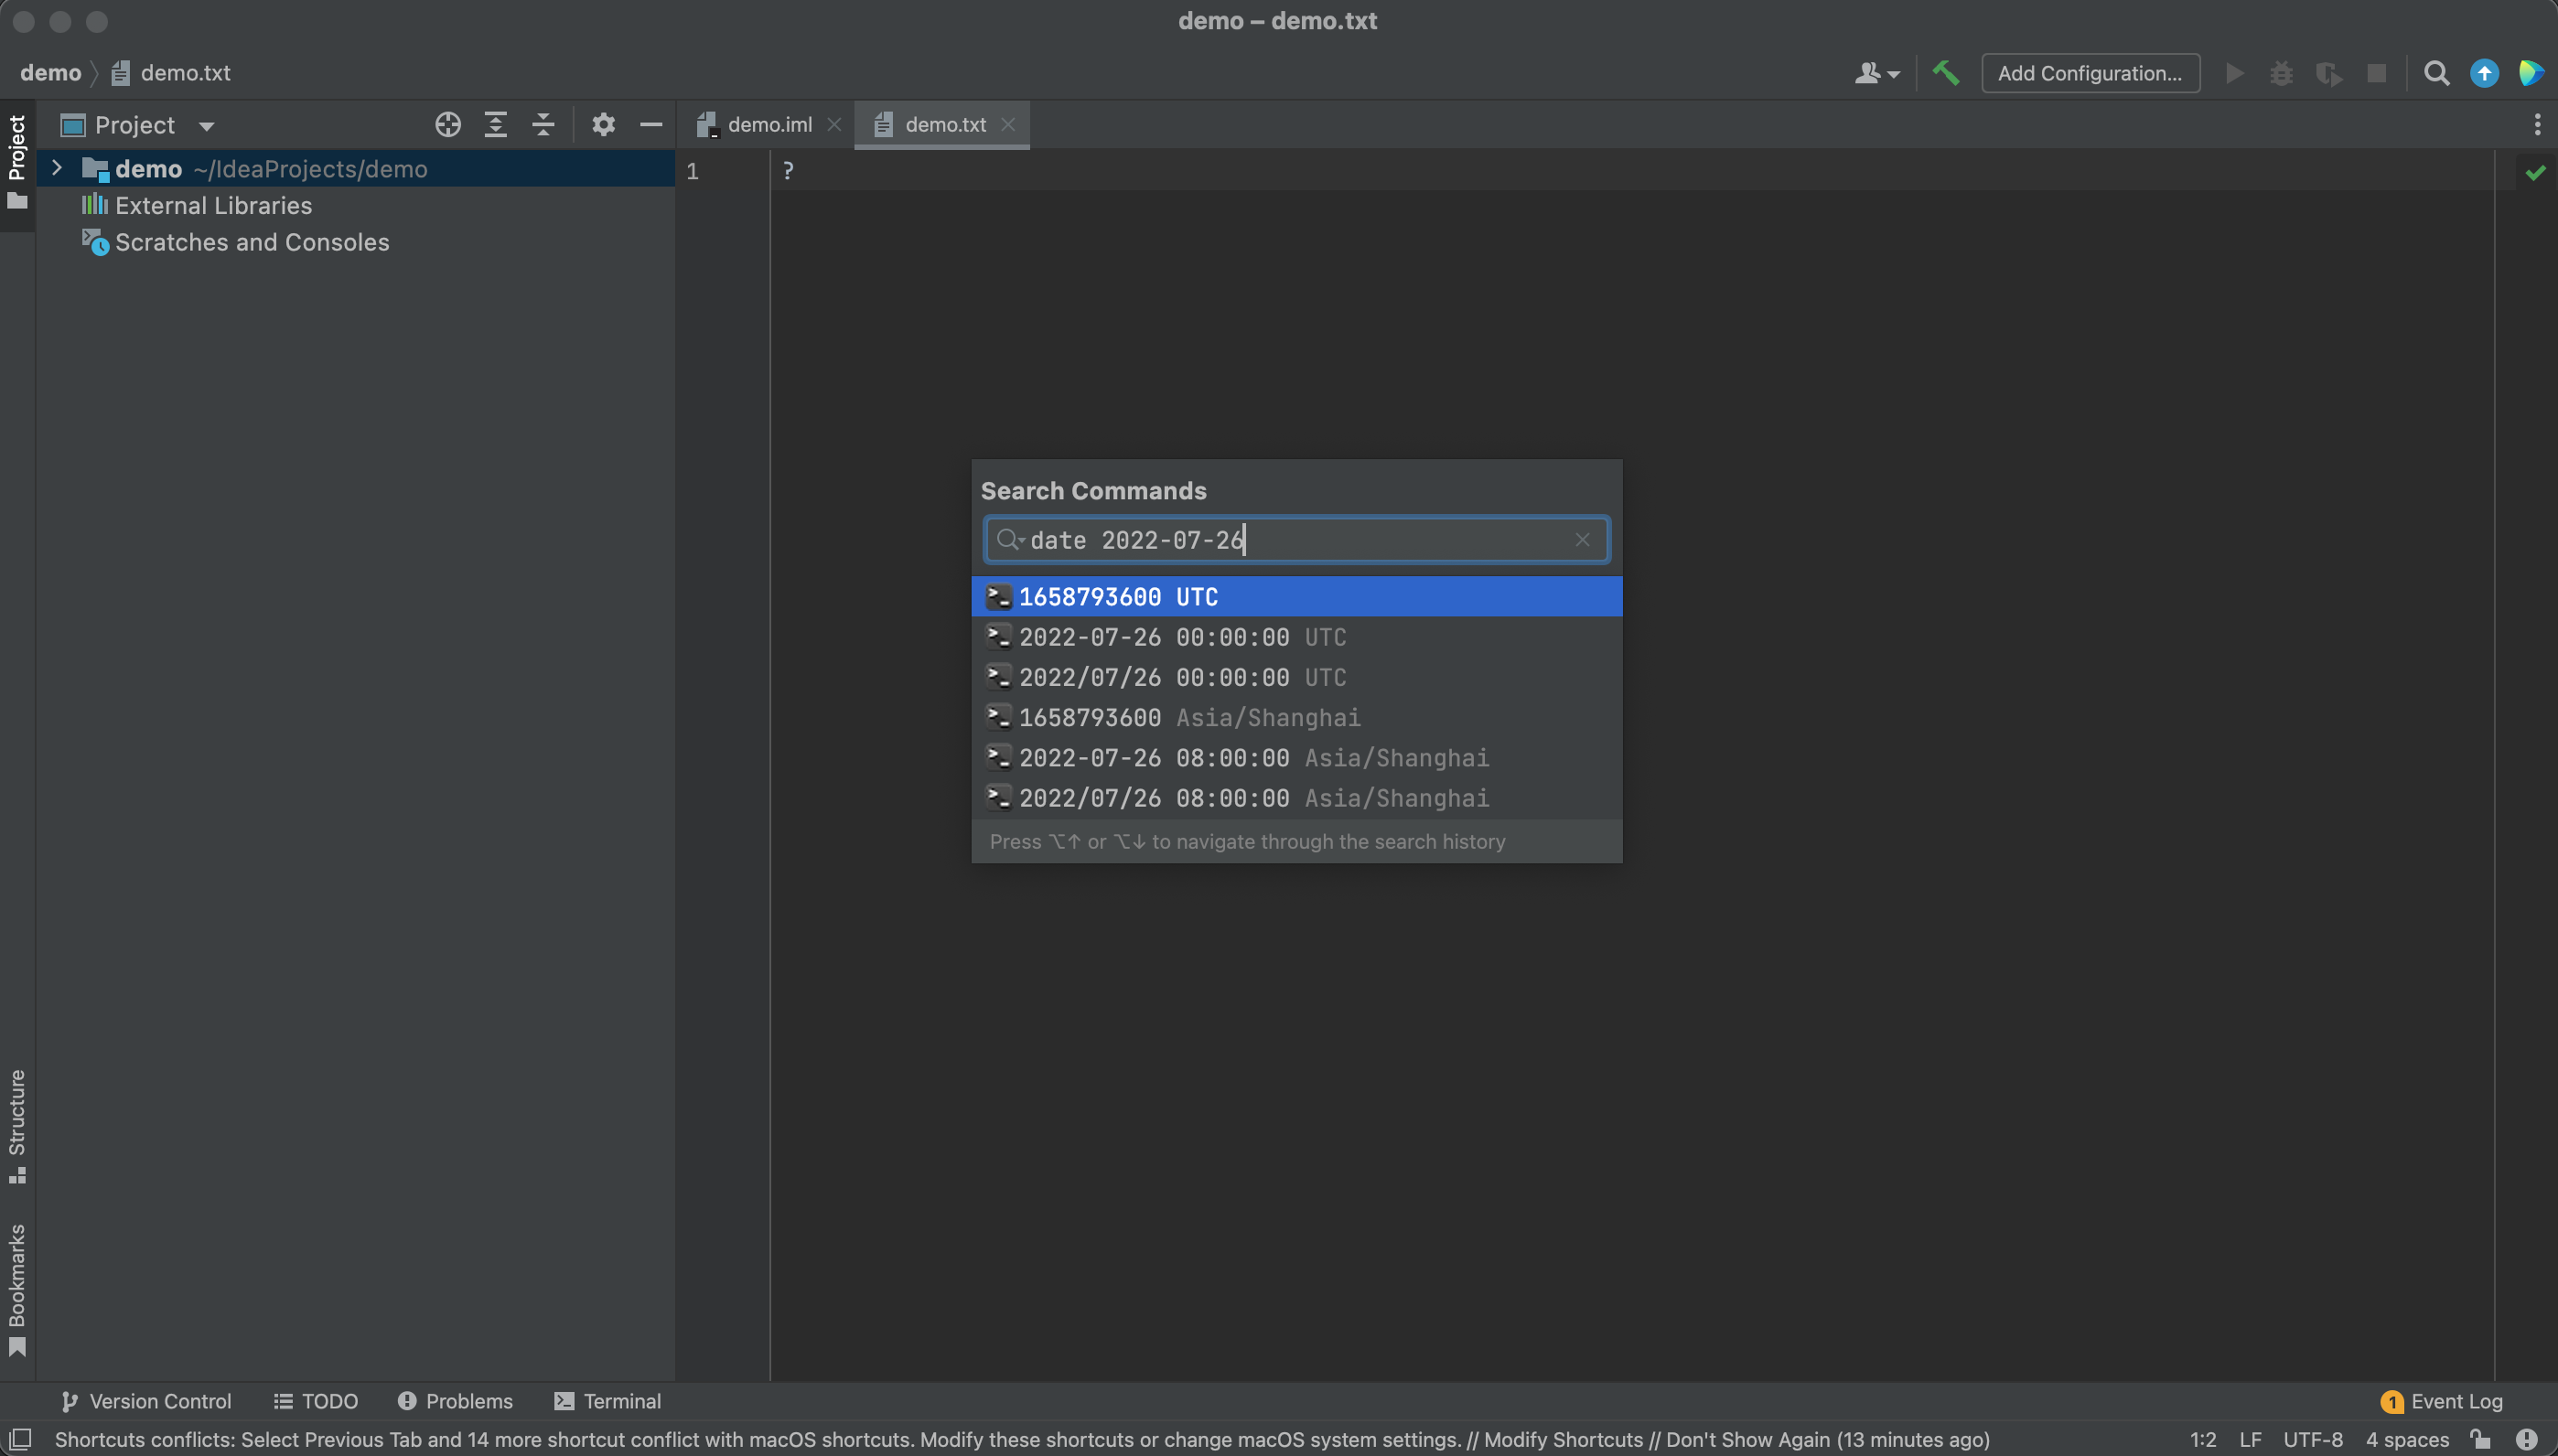 demo – demo.txt
demo demo.txt
Add Configuration...
Project
Project
demo ~/IdeaProjects/demo
External Libraries
Scratches and Consoles
demo.iml
demo.txt
1
?
Search Commands
date 2022-07-26
1658793600 UTC
2022-07-26 00:00:00 UTC
2022/07/26 00:00:00 UTC
1658793600 Asia/Shanghai
2022-07-26 08:00:00 Asia/Shanghai
2022/07/26 08:00:00 Asia/Shanghai
Press ⌥↑ or ⌥↓ to navigate through the search history
Structure
Bookmarks
Version Control
TODO
Problems
Terminal
1 Event Log
Shortcuts conflicts: Select Previous Tab and 14 more shortcut conflict with macOS shortcuts. Modify these shortcuts or change macOS system settings. // Modify Shortcuts // Don't Show Again (13 minutes ago)
1:2 LF UTF-8 4 spaces